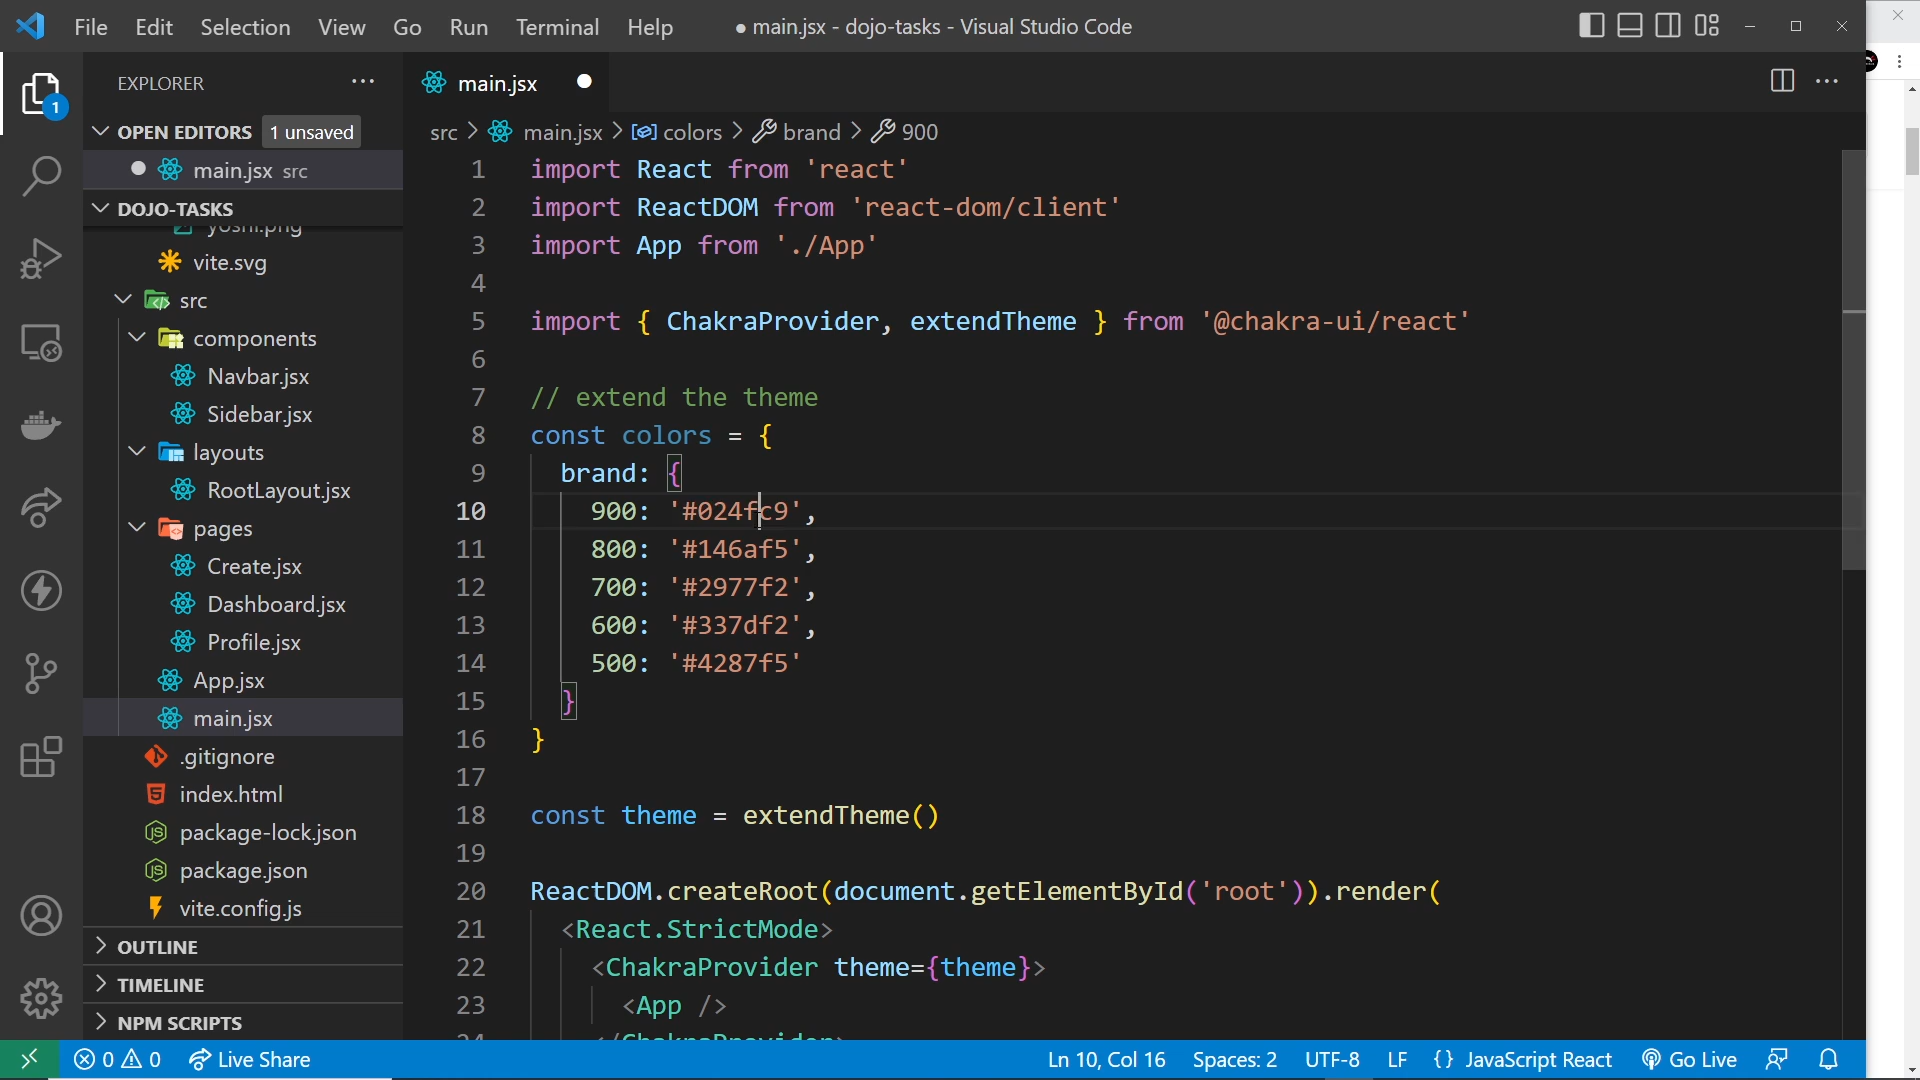 File Edit Selection View Go Run Terminal Help ● main.jsx - dojo-tasks - Visual Studio Code
EXPLORER
1
OPEN EDITORS 1 unsaved
main.jsx src
DOJO-TASKS
yoshi.png
vite.svg
src
components
Navbar.jsx
Sidebar.jsx
layouts
RootLayout.jsx
pages
Create.jsx
Dashboard.jsx
Profile.jsx
App.jsx
main.jsx
.gitignore
index.html
package-lock.json
package.json
vite.config.js
OUTLINE
TIMELINE
NPM SCRIPTS
main.jsx
src > main.jsx > colors > brand > 900
1 import React from 'react'
2 import ReactDOM from 'react-dom/client'
3 import App from './App'
4
5 import { ChakraProvider, extendTheme } from '@chakra-ui/react'
6
7 // extend the theme
8 const colors = {
9 brand: {
10 900: '#024fc9',
11 800: '#146af5',
12 700: '#2977f2',
13 600: '#337df2',
14 500: '#4287f5'
15 }
16 }
17
18 const theme = extendTheme()
19
20 ReactDOM.createRoot(document.getElementById('root')).render(
21 <React.StrictMode>
22 <ChakraProvider theme={theme}>
23 <App />
24 </ChakraProvider>
0 0 Live Share Ln 10, Col 16 Spaces: 2 UTF-8 LF {} JavaScript React Go Live